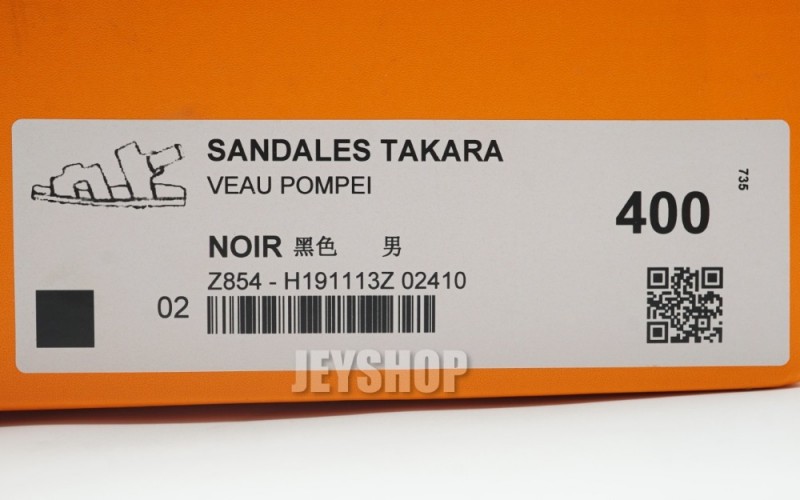 SANDALES TAKARA
VEAU POMPEI
735
400
NOIR 黑色 男
Z854 - H191113Z 02410
02
JEYSHOP